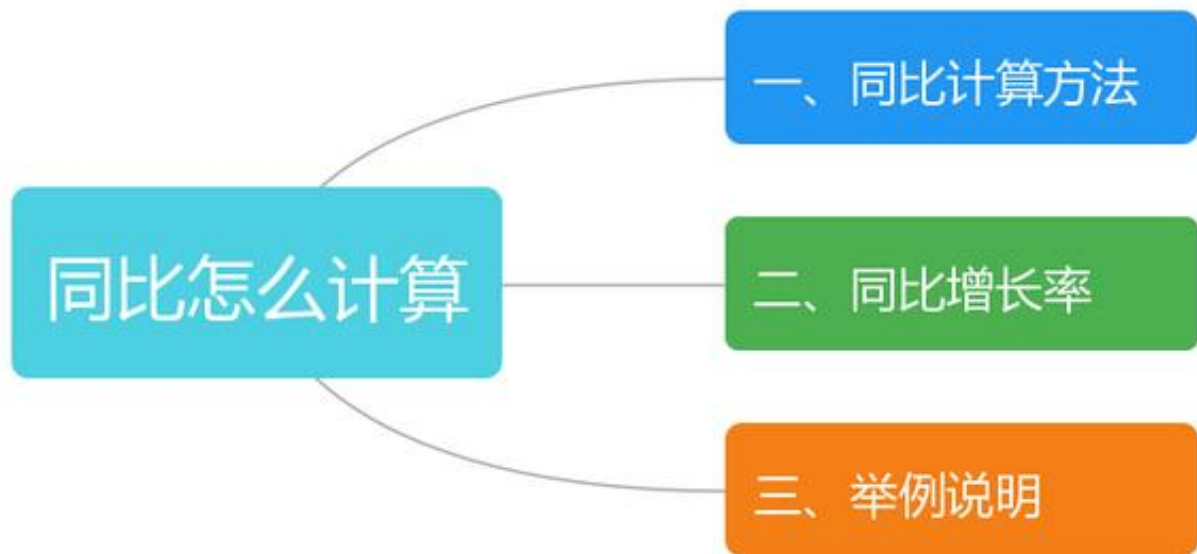 同比怎么计算
一、同比计算方法
二、同比增长率
三、举例说明